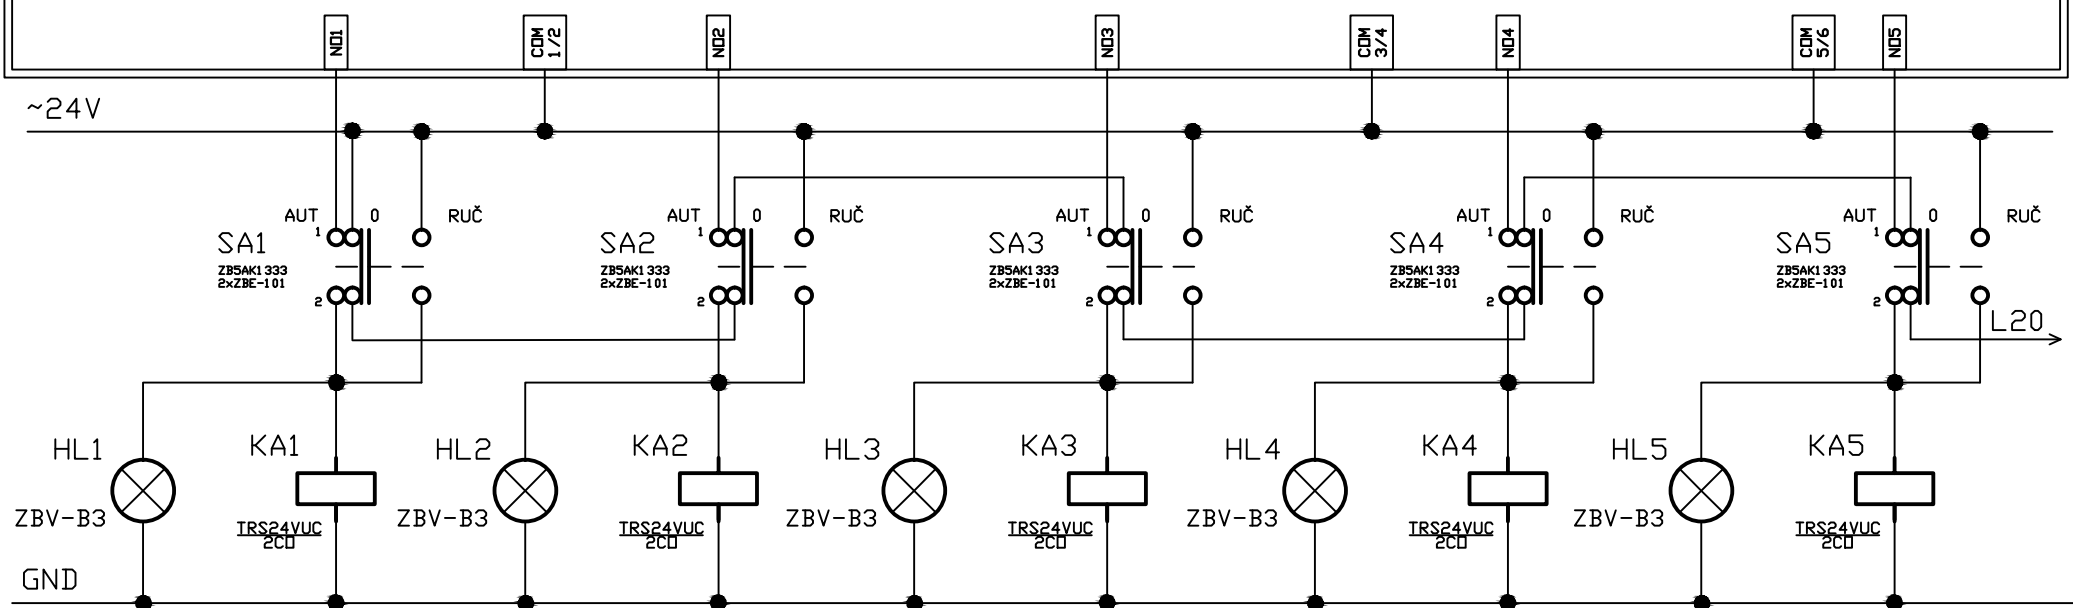 NO1
COM
1/2
NO2
NO3
COM
3/4
NO4
COM
5/6
NO5
~24V
AUT 0 RUČ
AUT 0 RUČ
AUT 0 RUČ
AUT 0 RUČ
AUT 0 RUČ
1
1
1
1
1
SA1
ZB5AK1333
2xZBE-101
SA2
ZB5AK1333
2xZBE-101
SA3
ZB5AK1333
2xZBE-101
SA4
ZB5AK1333
2xZBE-101
SA5
ZB5AK1333
2xZBE-101
2
2
2
2
2
L20
HL1
ZBV-B3
KA1
TRS24VUC
2CO
HL2
ZBV-B3
KA2
TRS24VUC
2CO
HL3
ZBV-B3
KA3
TRS24VUC
2CO
HL4
ZBV-B3
KA4
TRS24VUC
2CO
HL5
ZBV-B3
KA5
TRS24VUC
2CO
GND